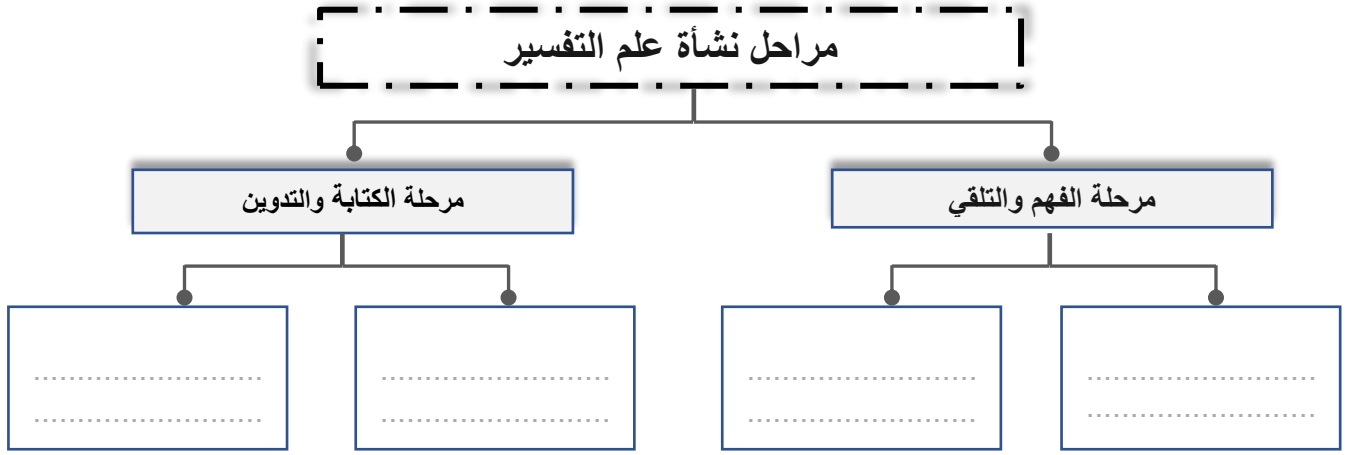 مراحل نشأة علم التفسير
مرحلة الفهم والتلقي
مرحلة الكتابة والتدوين